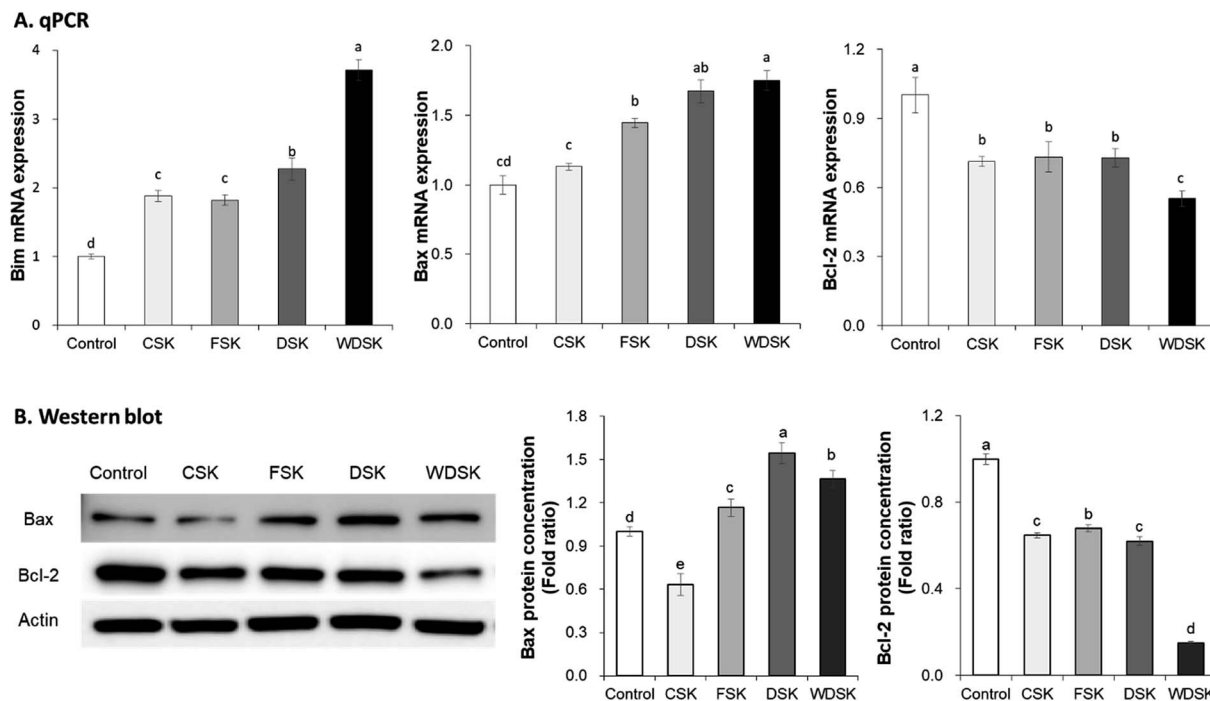 A. qPCR
Bim mRNA expression
4
3
2
1
0
d
c
c
b
a
Control CSK FSK DSK WDSK
Bax mRNA expression
2.0
1.5
1.0
0.5
0.0
cd
c
b
ab
a
Control CSK FSK DSK WDSK
Bcl-2 mRNA expression
1.2
0.9
0.6
0.3
0.0
a
b
b
b
c
Control CSK FSK DSK WDSK
B. Western blot
Control CSK FSK DSK WDSK
Bax
Bcl-2
Actin
Bax protein concentration
(Fold ratio)
1.8
1.5
1.2
0.9
0.6
0.3
0.0
d
e
c
a
b
Control CSK FSK DSK WDSK
Bcl-2 protein concentration
(Fold ratio)
1.2
0.9
0.6
0.3
0.0
a
c
b
c
d
Control CSK FSK DSK WDSK